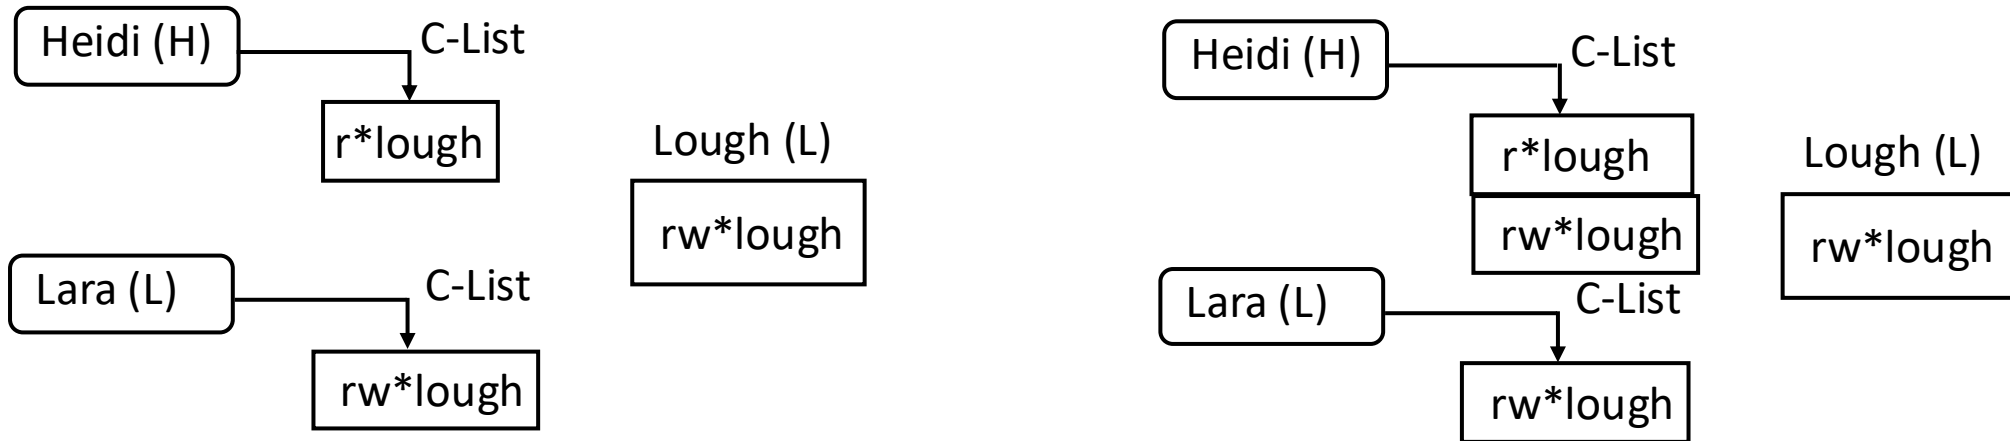 Heidi (H)
C-List
r*lough
Lough (L)
rw*lough
Lara (L)
C-List
rw*lough
Heidi (H)
C-List
r*lough
rw*lough
Lough (L)
rw*lough
Lara (L)
C-List
rw*lough